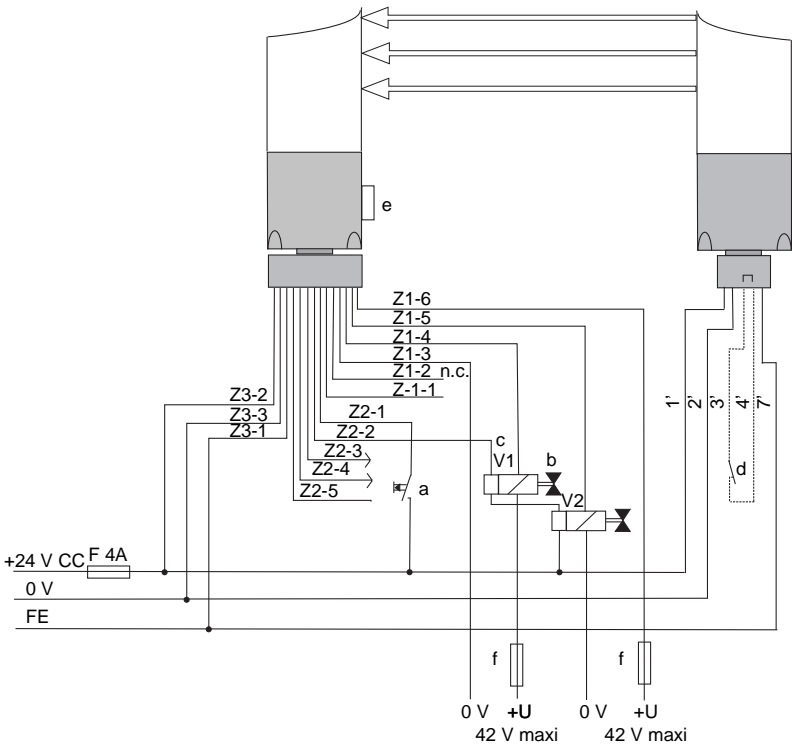 e
Z1-6
Z1-5
Z1-4
Z1-3
Z1-2 n.c.
Z-1-1
Z3-2
Z3-3
Z3-1
Z2-1
Z2-2
Z2-3
Z2-4
Z2-5
a
c
V1
b
V2
1'
2'
3'
4'
7'
d
+24 V CC
F 4A
0 V
FE
f
f
0 V
+U
0 V
+U
42 V maxi
42 V maxi